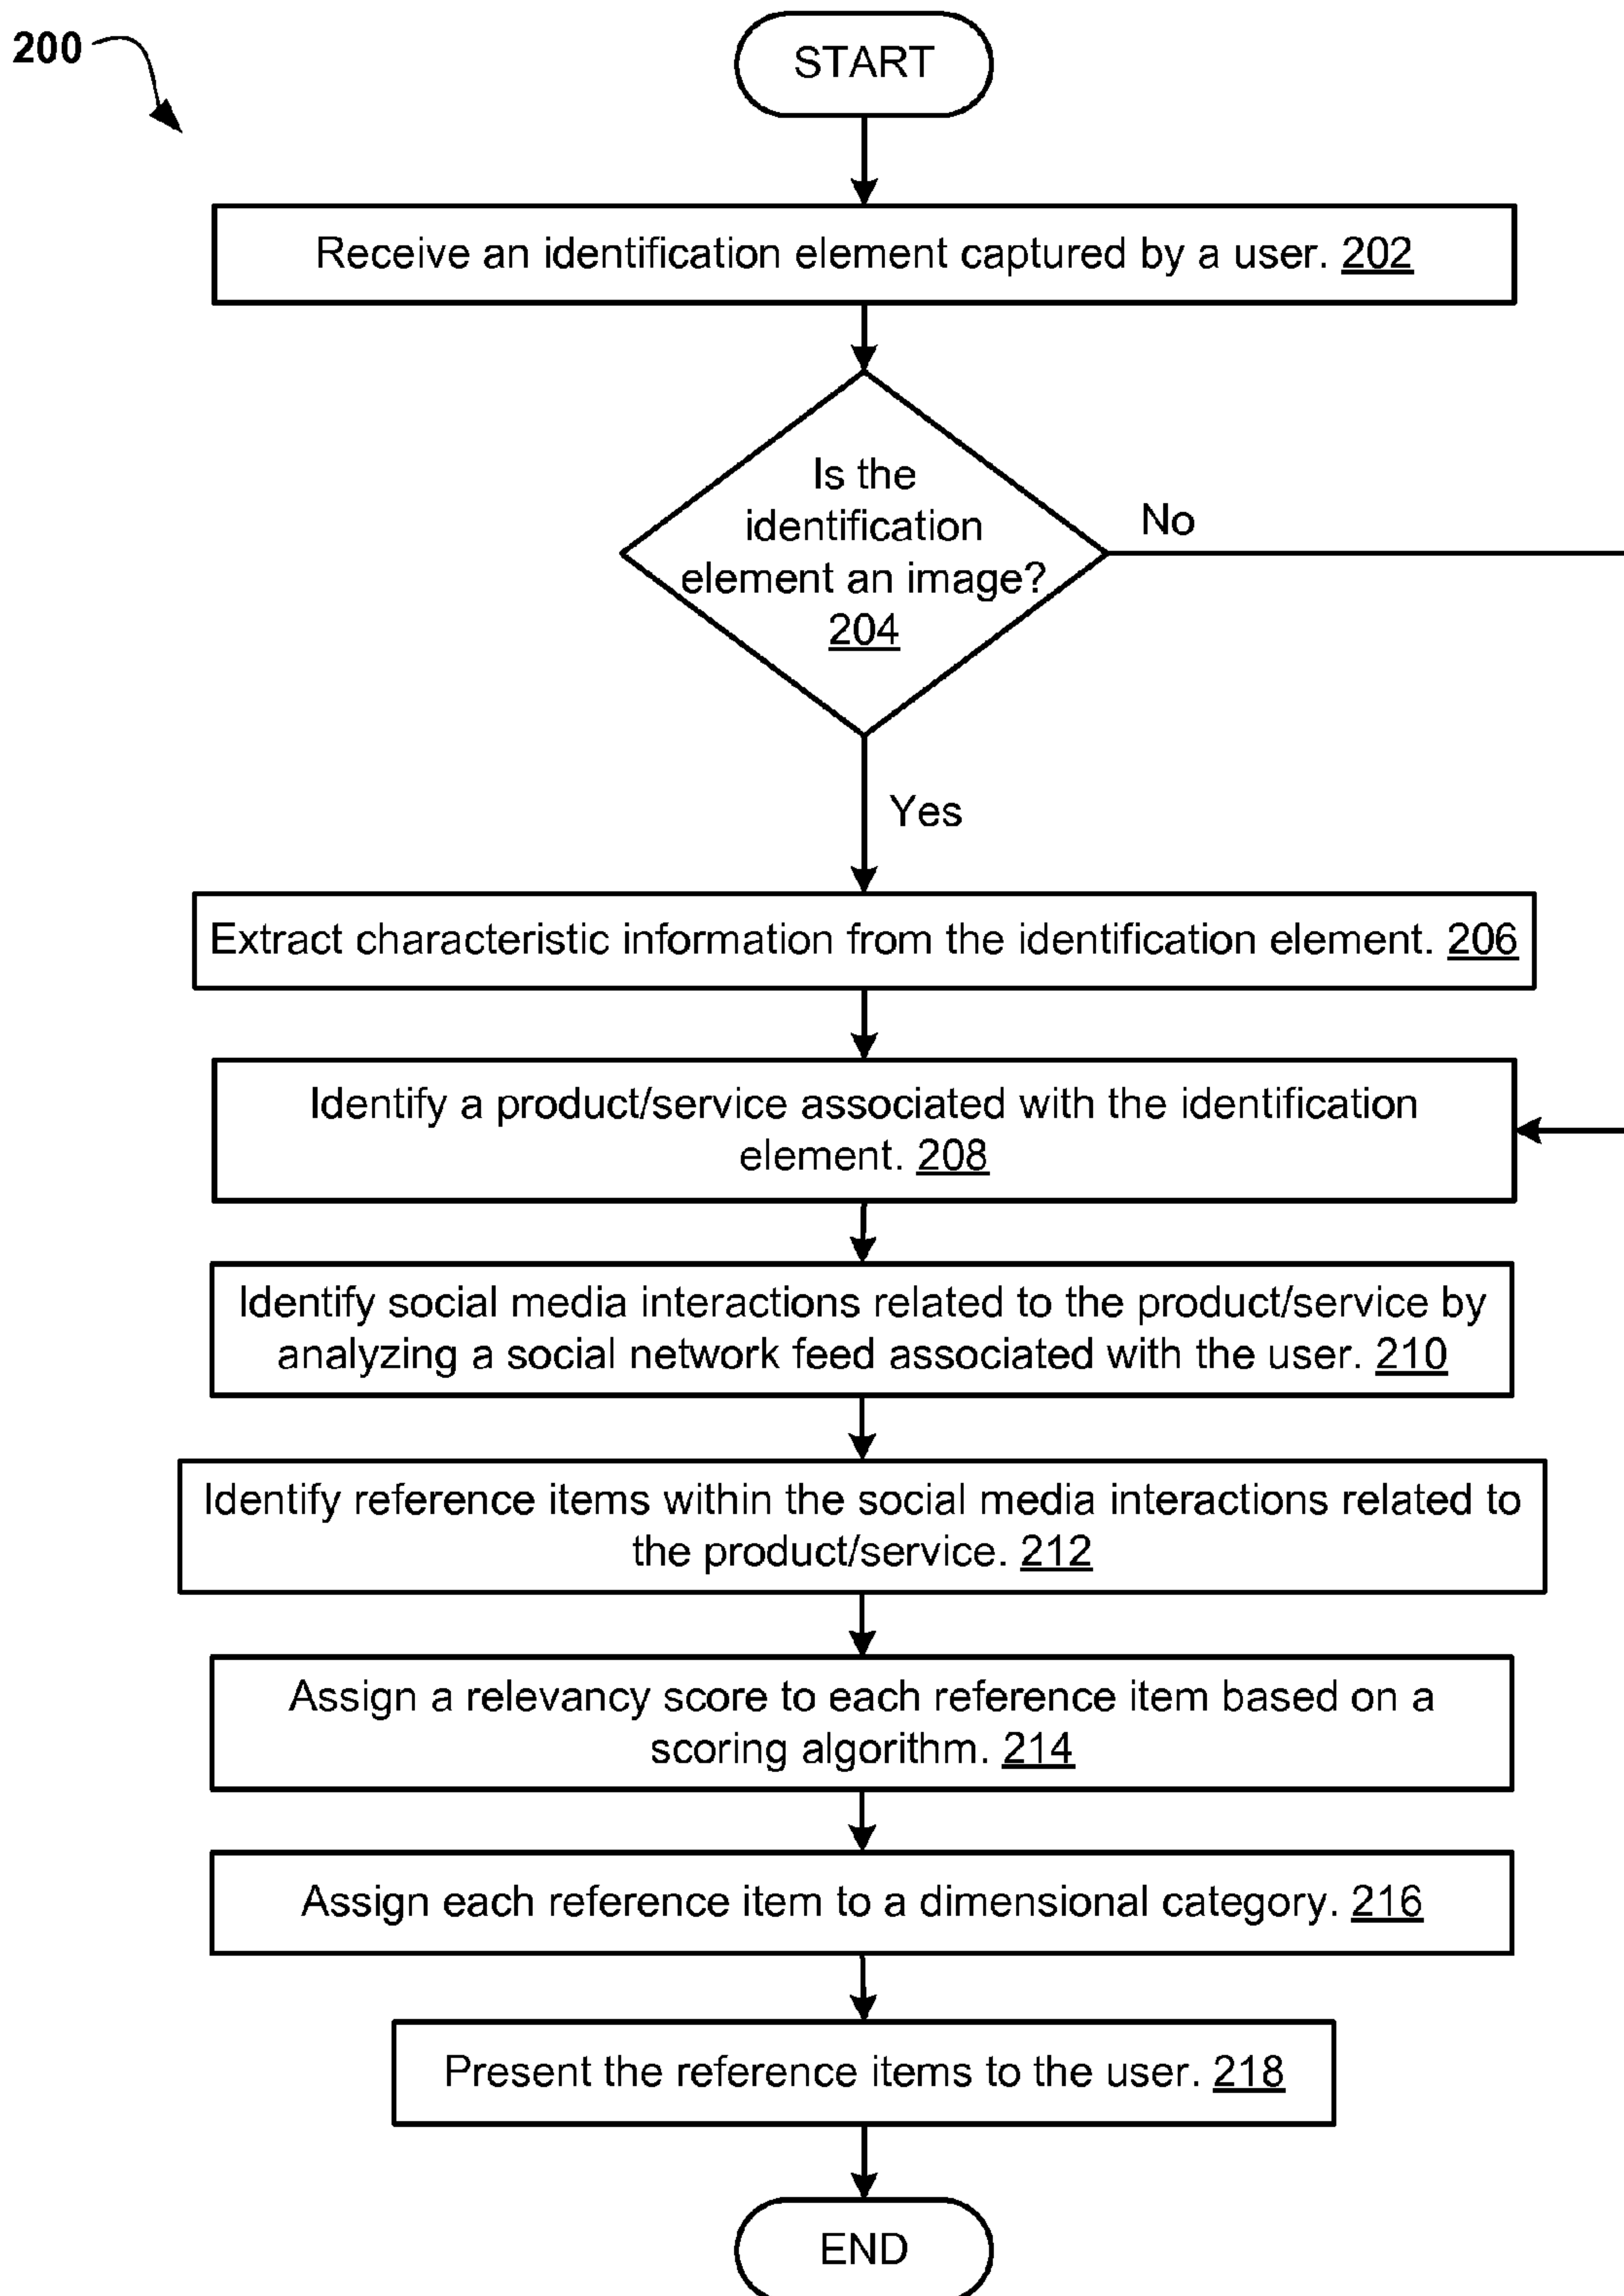 200
START
Receive an identification element captured by a user. 202
Is the
identification
element an image?
204
No
Yes
Extract characteristic information from the identification element. 206
Identify a product/service associated with the identification
element. 208
Identify social media interactions related to the product/service by
analyzing a social network feed associated with the user. 210
Identify reference items within the social media interactions related to
the product/service. 212
Assign a relevancy score to each reference item based on a
scoring algorithm. 214
Assign each reference item to a dimensional category. 216
Present the reference items to the user. 218
END